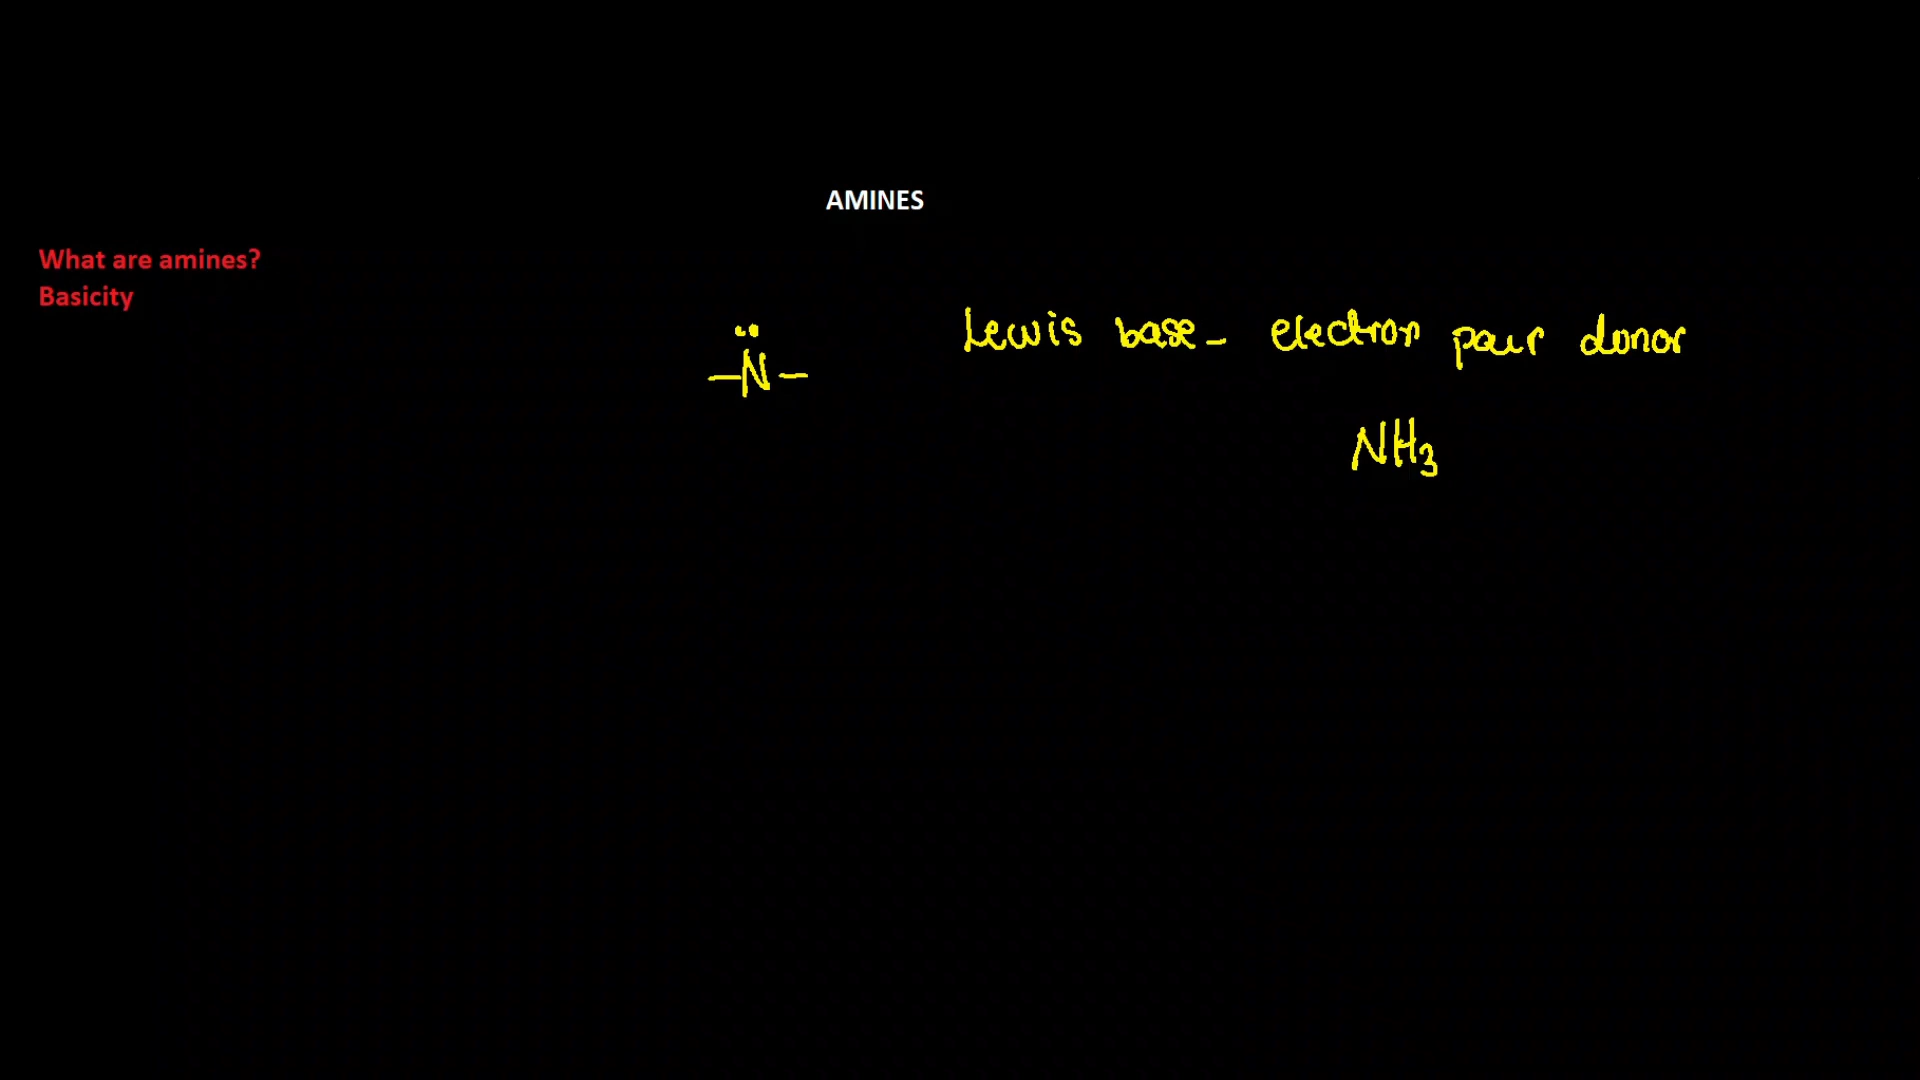 AMINES
What are amines?
Basicity
Lewis base - electron pair donor
-N̈-
NH3